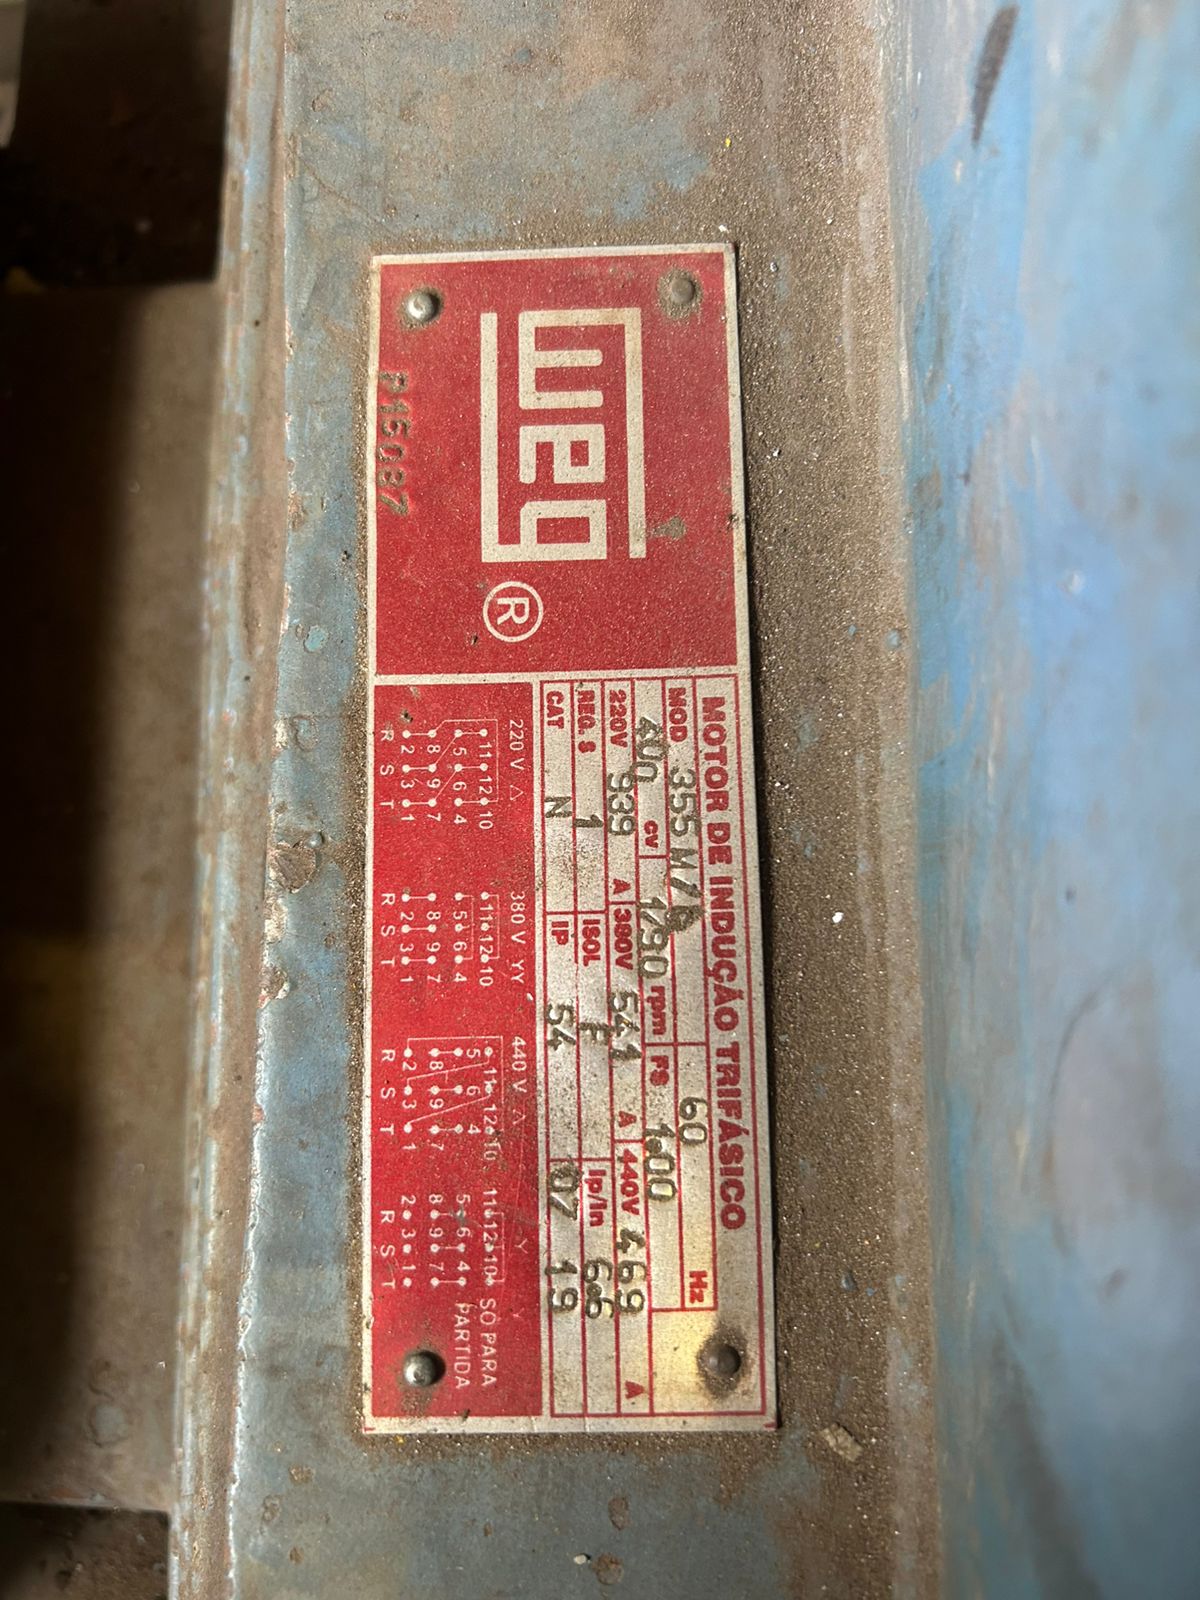 weg ®
P15087
MOTOR DE INDUÇÃO TRIFÁSICO
MOD 355 M/ 60 Hz
400 cv 1790 rpm FS 1.00
220V 939 A 380V 541 A 440V 469 A
REG. S 1 ISOL F Ip/In 6.6
CAT N IP 54 07 19
220 V △ 380 V YY 440 V △ Y
11 12 10 11 12 10 11 12 10 11 12 10 SÓ PARA
5 6 4 5 6 4 5 6 4 5 6 4 PARTIDA
8 9 7 8 9 7 8 9 7 8 9 7
2 3 1 2 3 1 2 3 1 2 3 1
R S T R S T R S T R S T